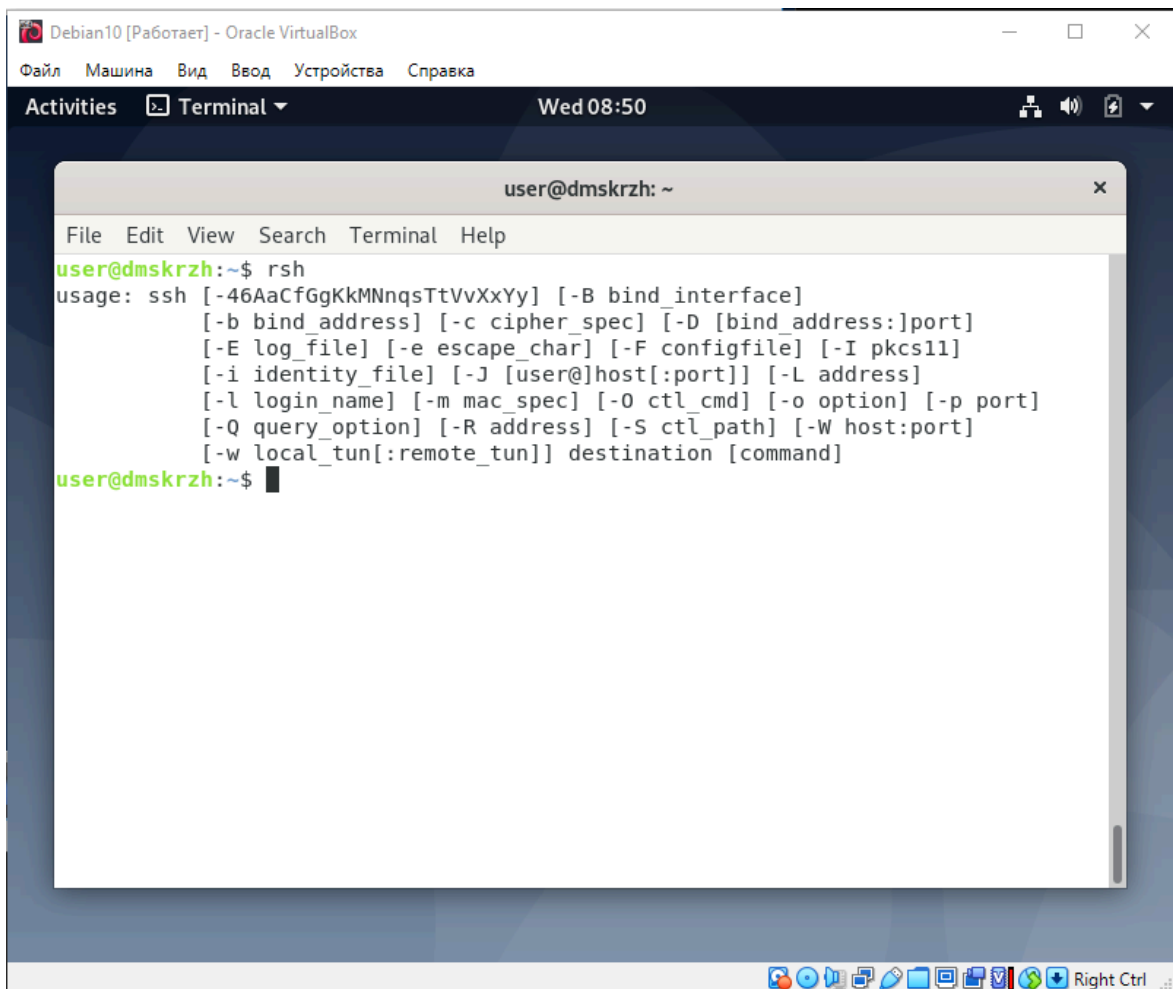 Debian10 [Работает] - Oracle VirtualBox
Файл Машина Вид Ввод Устройства Справка
Activities Terminal Wed 08:50
user@dmskrzh: ~
File Edit View Search Terminal Help
user@dmskrzh:~$ rsh
usage: ssh [-46AaCfGgKkMNnqsTtVvXxYy] [-B bind_interface]
           [-b bind_address] [-c cipher_spec] [-D [bind_address:]port]
           [-E log_file] [-e escape_char] [-F configfile] [-I pkcs11]
           [-i identity_file] [-J [user@]host[:port]] [-L address]
           [-l login_name] [-m mac_spec] [-O ctl_cmd] [-o option] [-p port]
           [-Q query_option] [-R address] [-S ctl_path] [-W host:port]
           [-w local_tun[:remote_tun]] destination [command]
user@dmskrzh:~$
Right Ctrl